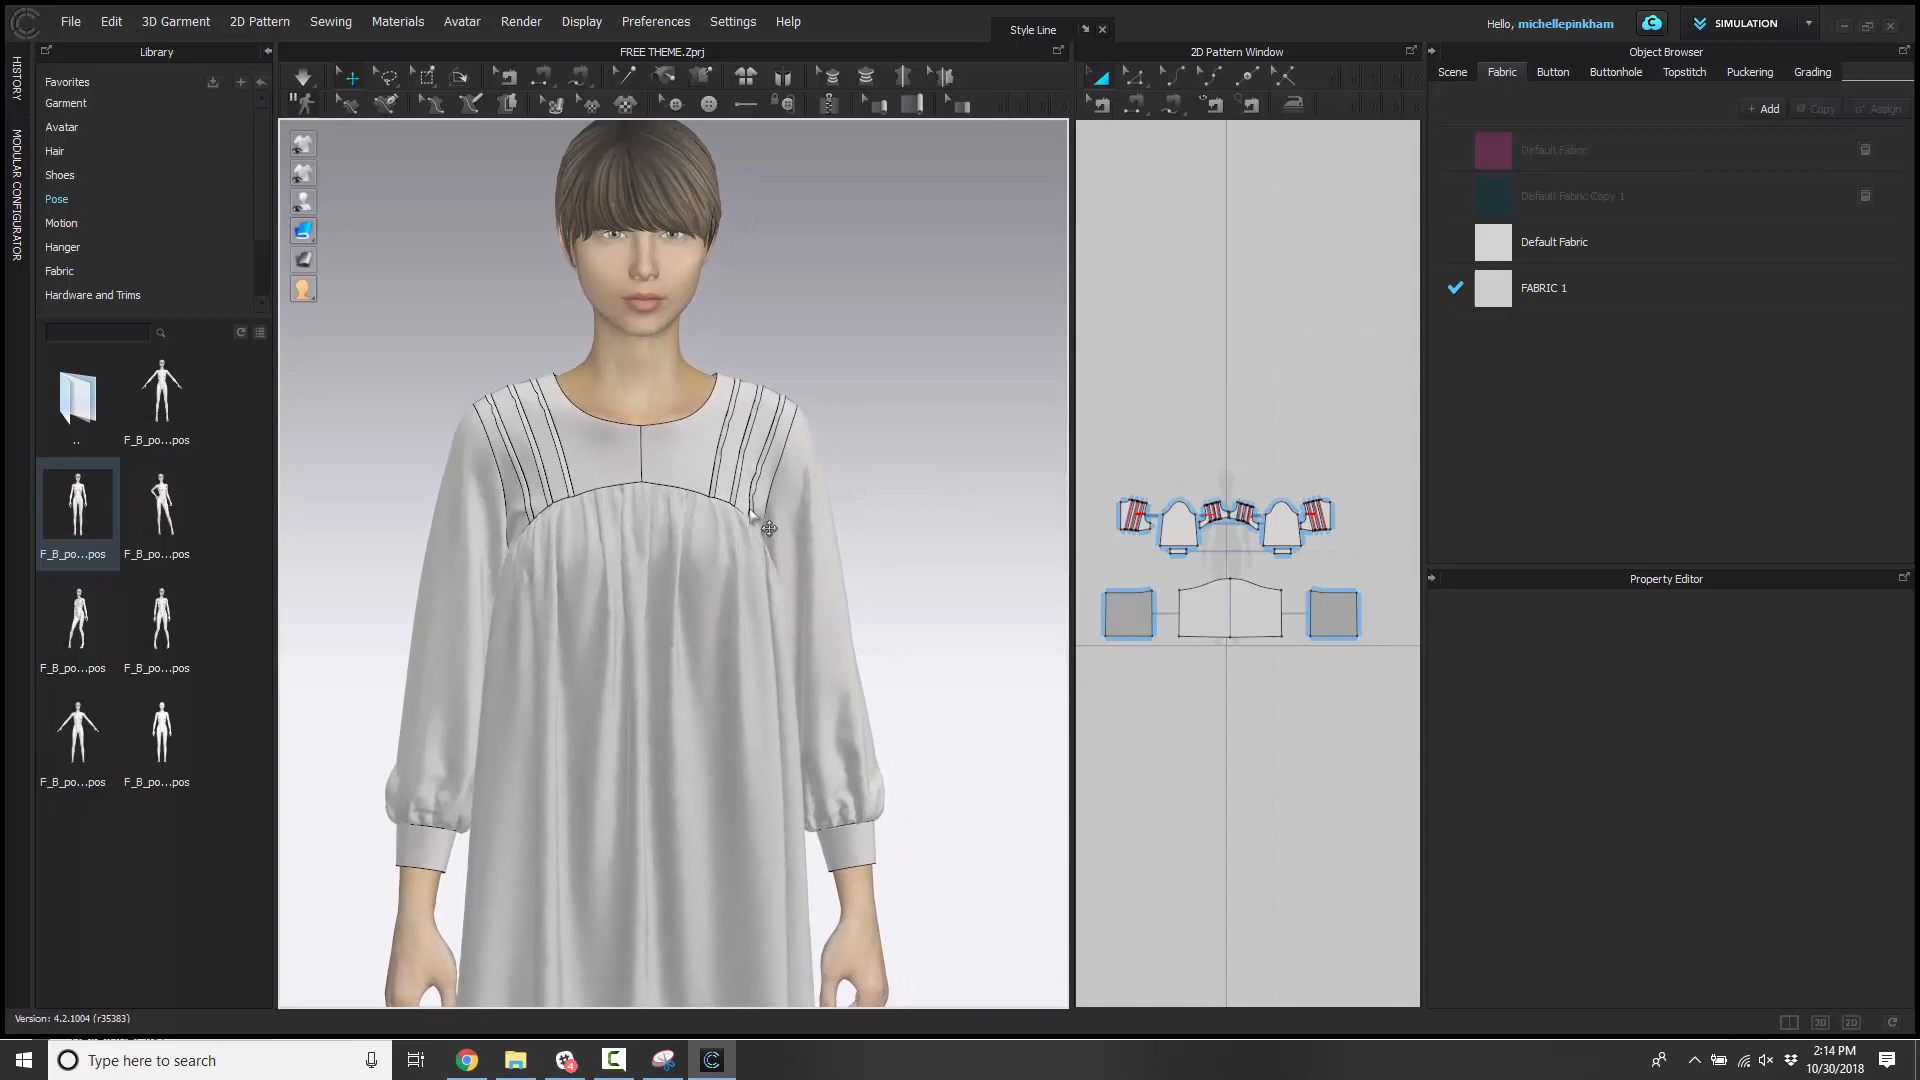 File Edit 3D Garment 2D Pattern Sewing Materials Avatar Render Display Preferences Settings Help
Style Line
Hello, michellepinkham
SIMULATION
Library
FREE THEME.Zprj
2D Pattern Window
Object Browser
HISTORY
MODULAR CONFIGURATOR
Favorites
Garment
Avatar
Hair
Shoes
Pose
Motion
Hanger
Fabric
Hardware and Trims
..
F_B_po...pos
F_B_po...pos
F_B_po...pos
F_B_po...pos
F_B_po...pos
F_B_po...pos
F_B_po...pos
Scene Fabric Button Buttonhole Topstitch Puckering Grading
+ Add Copy Assign
Default Fabric
Default Fabric Copy 1
Default Fabric
FABRIC 1
Property Editor
Version: 4.2.1004 (r35383)
3D 2D
Type here to search
4
2:14 PM
10/30/2018